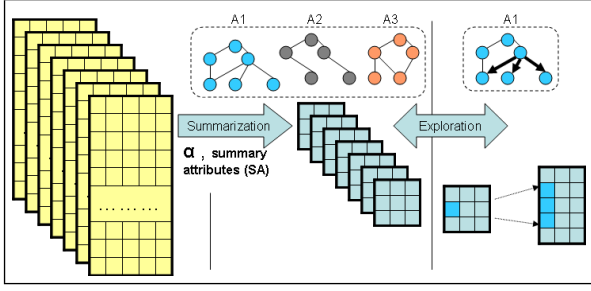 A1 A2 A3 A1
Summarization
Exploration
α , summary
attributes (SA)
.........